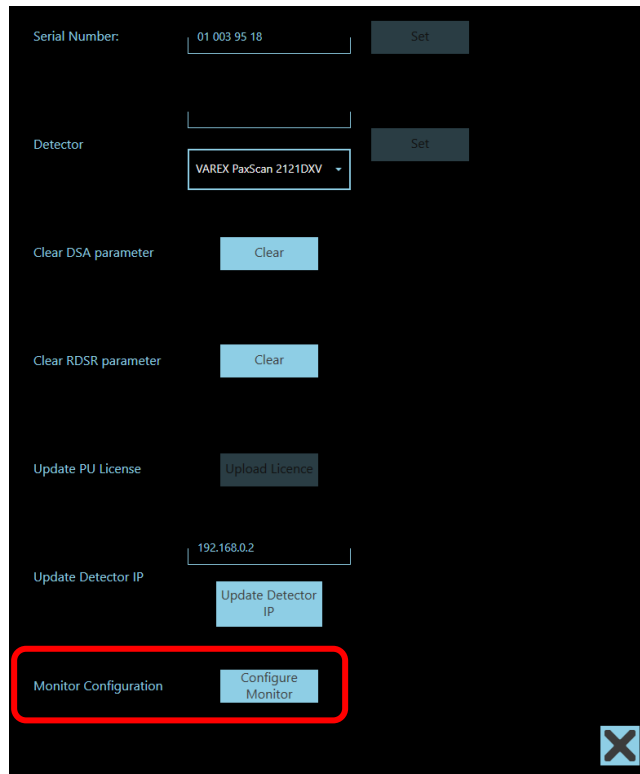 Serial Number:
01 003 95 18
Set
Detector
Set
VAREX PaxScan 2121DXV
Clear DSA parameter
Clear
Clear RDSR parameter
Clear
Update PU License
Upload Licence
192.168.0.2
Update Detector IP
Update Detector
IP
Monitor Configuration
Configure
Monitor